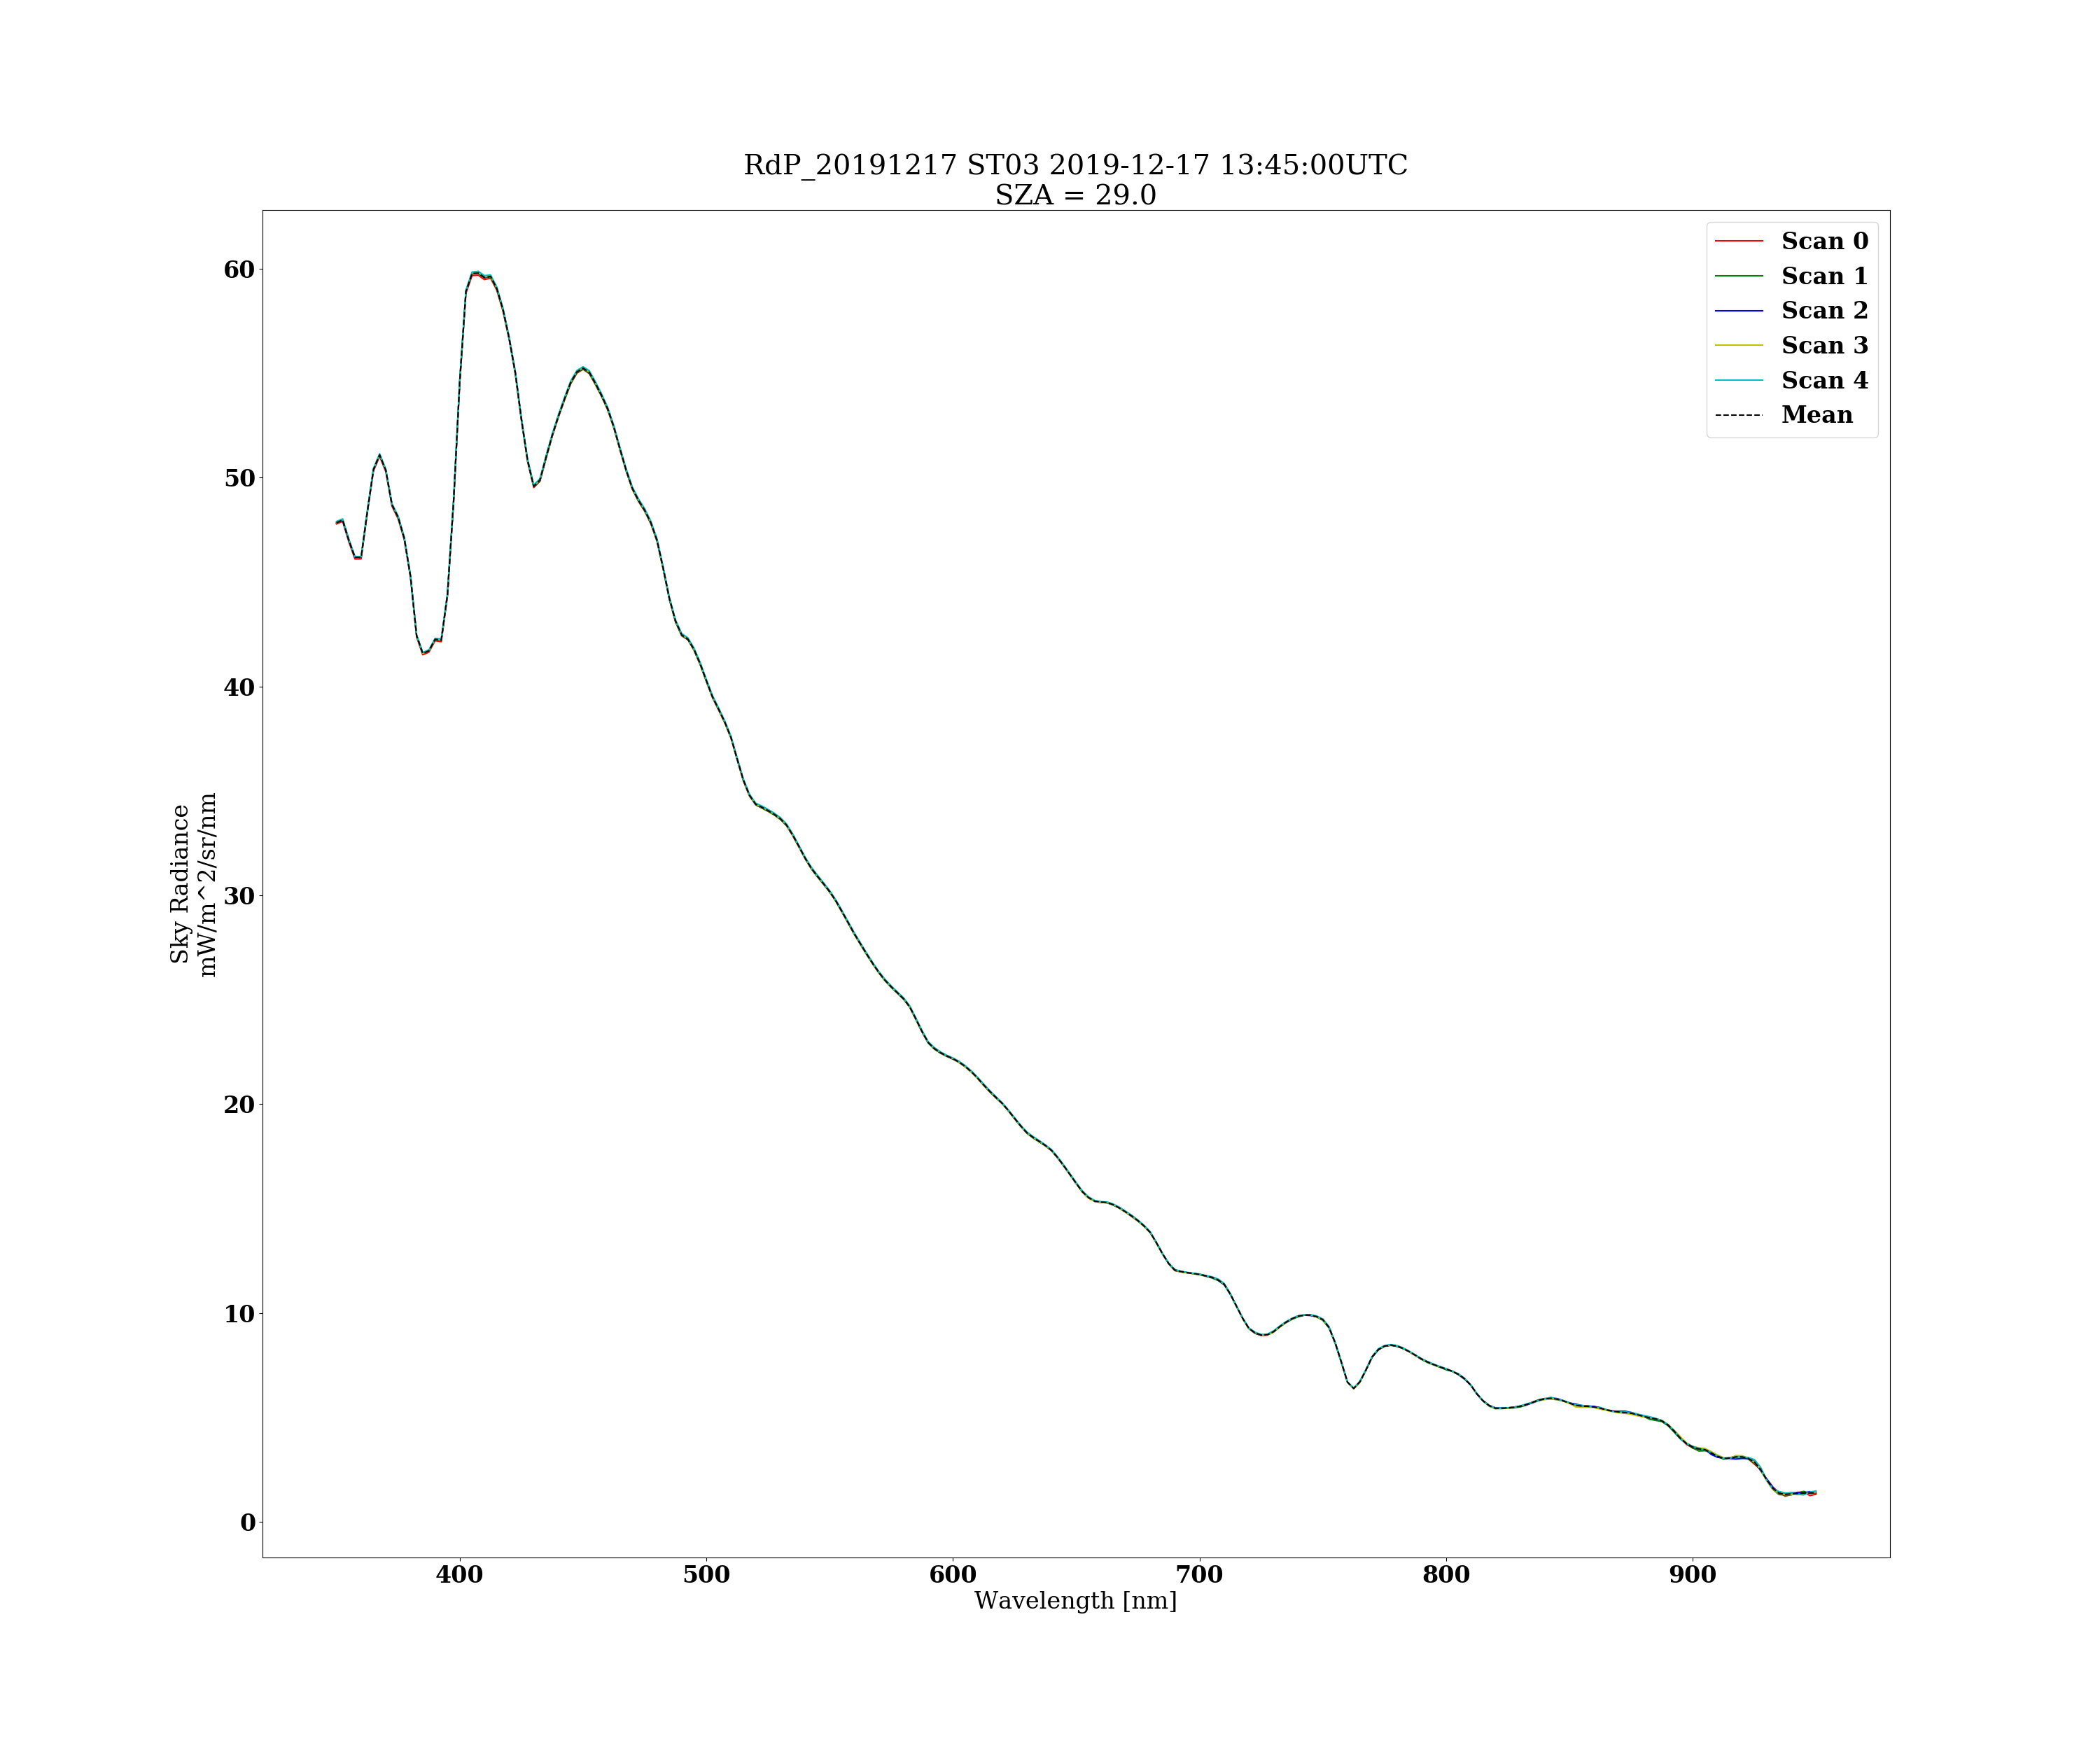 RdP_20191217 ST03 2019-12-17 13:45:00UTC
SZA = 29.0
Scan 0
Scan 1
Scan 2
Scan 3
Scan 4
Mean
60
50
40
30
20
10
0
Sky Radiance
mW/m^2/sr/nm
400 500 600 700 800 900
Wavelength [nm]